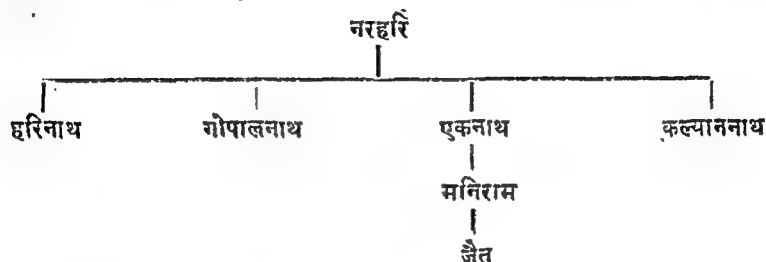 नरहरि
हरिनाथ गोपालनाथ एकनाथ कल्याननाथ
मनिराम
जैत